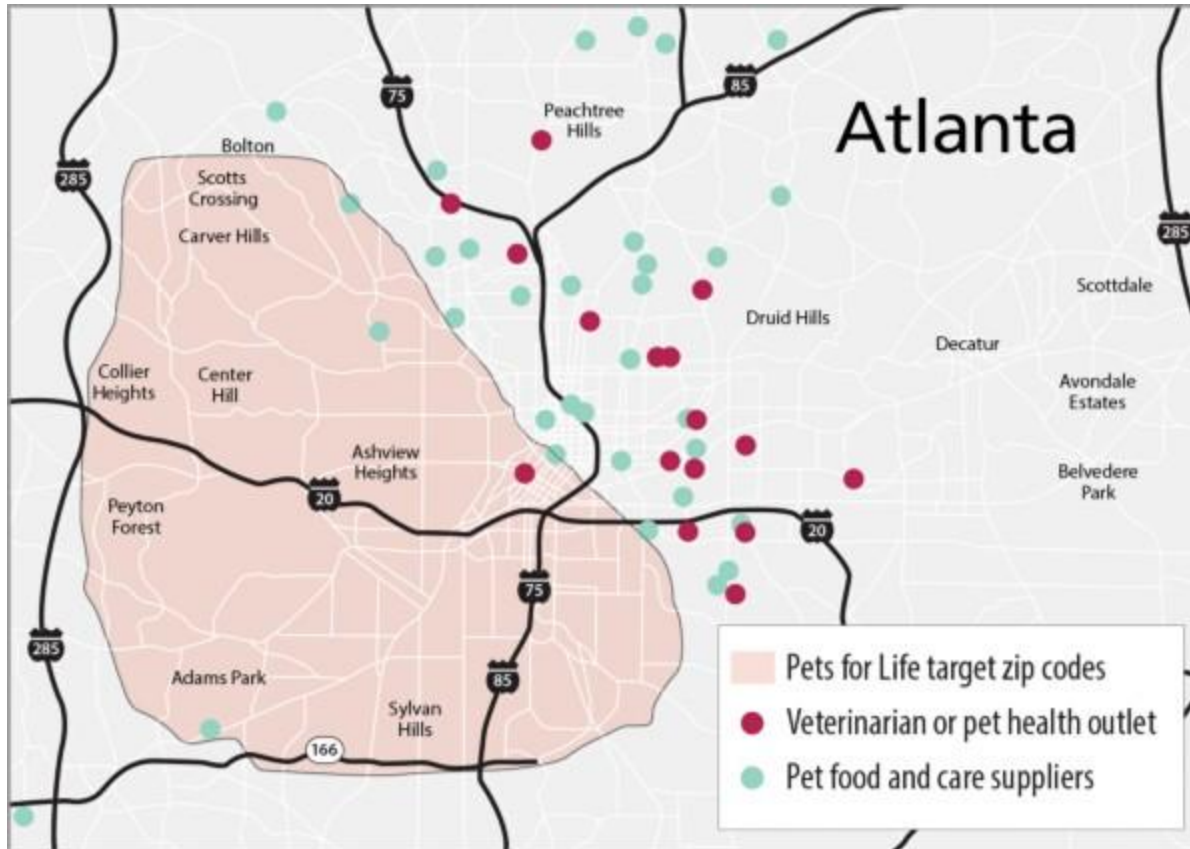 75
85
Atlanta
Peachtree
Hills
Bolton
285
Scotts
Crossing
Carver Hills
285
Scottdale
Druid Hills
Decatur
Collier
Heights
Center
Hill
Avondale
Estates
Ashview
Heights
Belvedere
Park
20
Peyton
Forest
20
75
285
Adams Park
85
Sylvan
Hills
166
Pets for Life target zip codes
Veterinarian or pet health outlet
Pet food and care suppliers